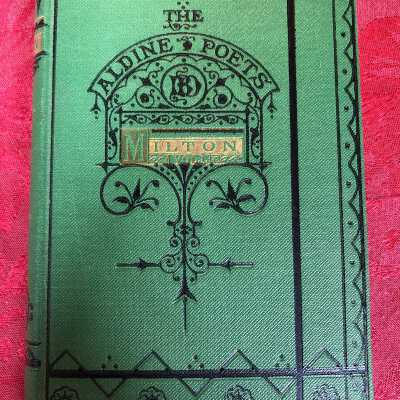 THE
ALDINE POETS
MILTON